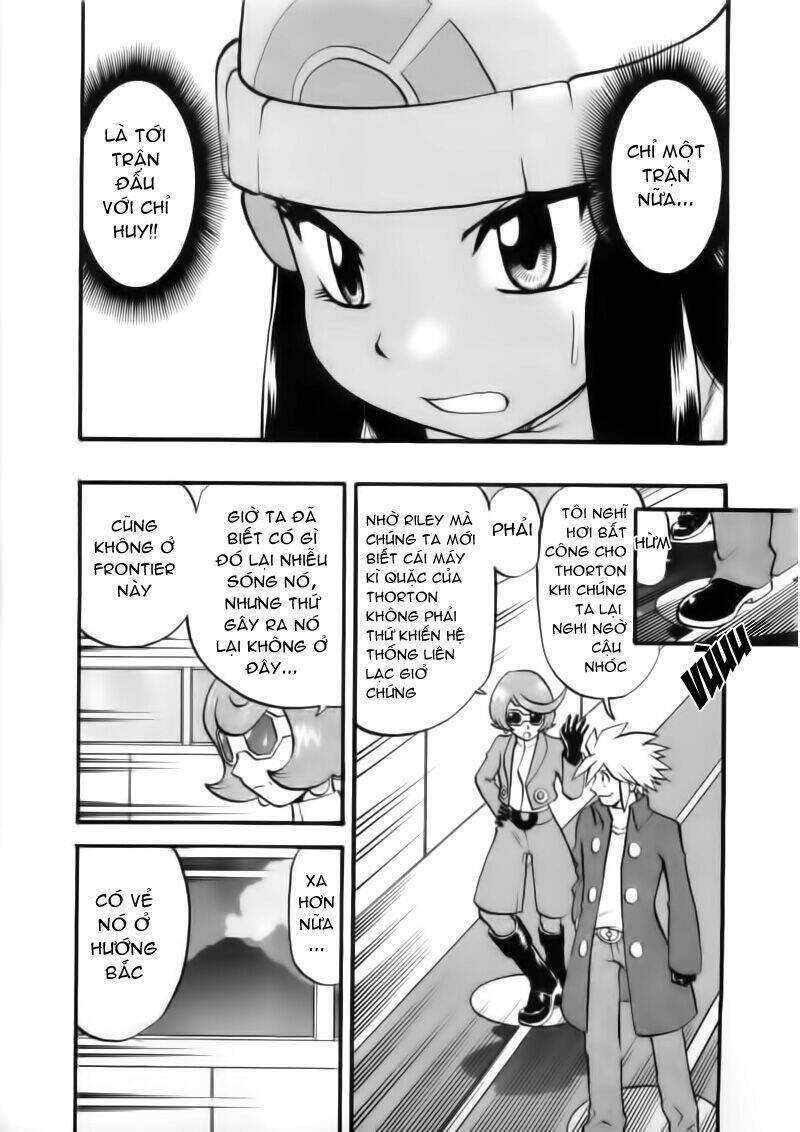 CHỈ MỘT
TRẬN
NỮA...
LÀ TỚI
TRẬN
ĐẤU
VỚI CHỈ
HUY!!
HỪM
VÙUU
TÔI NGHĨ
HƠI BẤT
CÔNG CHO
THORTON
KHI CHÚNG
TA LẠI
NGHI NGỜ
CẬU
NHÓC
PHẢI
NHỜ RILEY MÀ
CHÚNG TA MỚI
BIẾT CÁI MÁY
KÌ QUẶC CỦA
THORTON
KHÔNG PHẢI
THỨ KHIẾN HỆ
THỐNG LIÊN
LẠC GIỞ
CHỨNG
GIỜ TA ĐÃ
BIẾT CÓ GÌ
ĐÓ LẠI NHIỄU
SÓNG NÓ,
NHƯNG THỨ
GÂY RA NÓ
LẠI KHÔNG Ở
ĐÂY...
CŨNG
KHÔNG Ở
FRONTIER
NÀY
XA
HƠN
NỮA
...
CÓ VẺ
NÓ Ở
HƯỚNG
BẮC